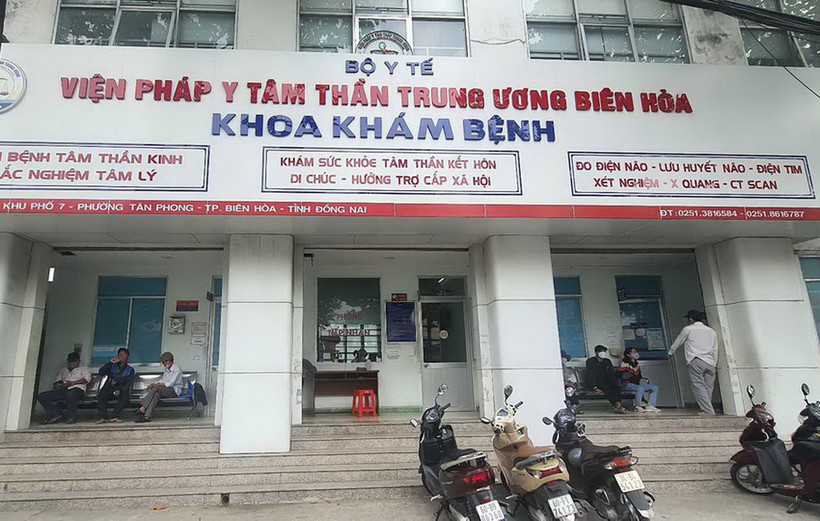 BỘ Y TẾ
VIỆN PHÁP Y TÂM THẦN TRUNG ƯƠNG BIÊN HÒA
KHOA KHÁM BỆNH
BỆNH TÂM THẦN KINH
NGHIỆM TÂM LÝ
KHÁM SỨC KHỎE TÂM THẦN KẾT HÔN
DI CHÚC - HƯỞNG TRỢ CẤP XÃ HỘI
ĐO ĐIỆN NÃO - LƯU HUYẾT NÃO - ĐIỆN TIM
XÉT NGHIỆM - X QUANG - CT SCAN
KHU PHỐ 7 - PHƯỜNG TÂN PHONG - TP. BIÊN HÒA - TỈNH ĐỒNG NAI
ĐT: 0251.3816584 - 0251.8616787
PHÒNG